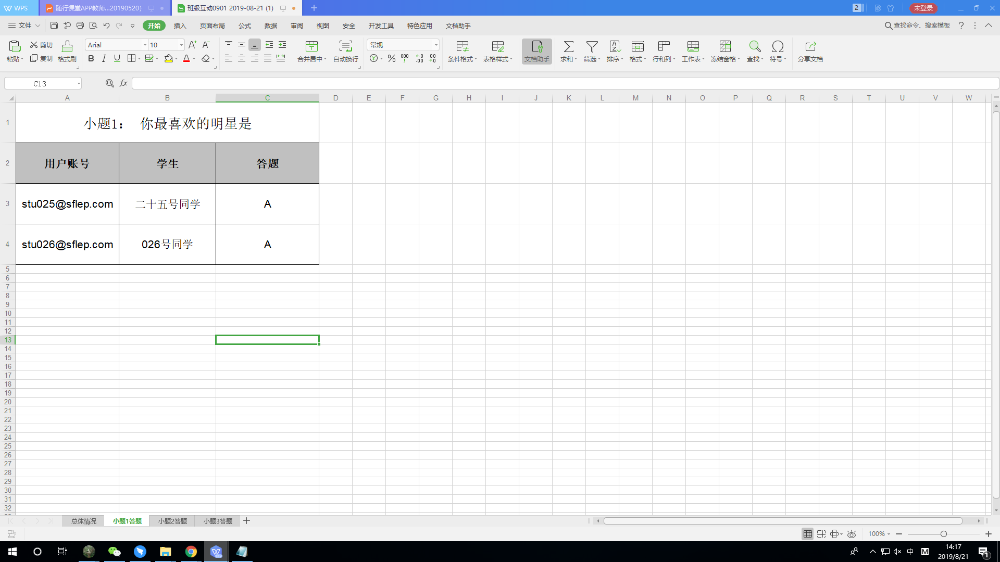 WPS
随行课堂APP教师...20190520)
班级互动0901 2019-08-21 (1)
2
未登录
文件
开始
插入
页面布局
公式
数据
审阅
视图
安全
开发工具
特色应用
文档助手
查找命令、搜索模板
粘贴
剪切
复制
格式刷
Arial
10
B I U
合并居中
自动换行
常规
条件格式
表格样式
文档助手
求和
筛选
排序
格式
行和列
工作表
冻结窗格
查找
符号
分享文档
C13
fx
A B C D E F G H I J K L M N O P Q R S T U V W
1 小题1： 你最喜欢的明星是
2 用户账号 学生 答题
3 stu025@sflep.com 二十五号同学 A
4 stu026@sflep.com 026号同学 A
5
6
7
8
9
10
11
12
13
14
15
16
17
18
19
20
21
22
23
24
25
26
27
28
29
30
31
32
总体情况
小题1答题
小题2答题
小题3答题
100%
中
M
14:17
2019/8/21
1